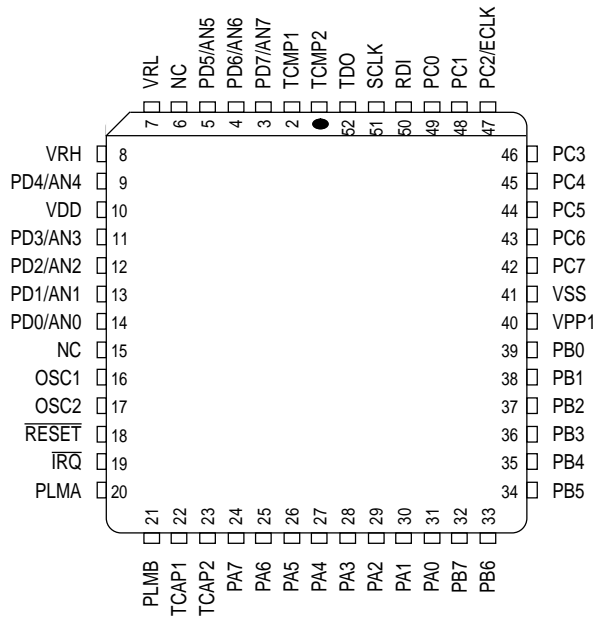 VRL
NC
PD5/AN5
PD6/AN6
PD7/AN7
TCMP1
TCMP2
TDO
SCLK
RDI
PC0
PC1
PC2/ECLK
7
6
5
4
3
2
52
51
50
49
48
47
VRH 8
PD4/AN4 9
VDD 10
PD3/AN3 11
PD2/AN2 12
PD1/AN1 13
PD0/AN0 14
NC 15
OSC1 16
OSC2 17
RESET 18
IRQ 19
PLMA 20
46 PC3
45 PC4
44 PC5
43 PC6
42 PC7
41 VSS
40 VPP1
39 PB0
38 PB1
37 PB2
36 PB3
35 PB4
34 PB5
21
22
23
24
25
26
27
28
29
30
31
32
33
PLMB
TCAP1
TCAP2
PA7
PA6
PA5
PA4
PA3
PA2
PA1
PA0
PB7
PB6